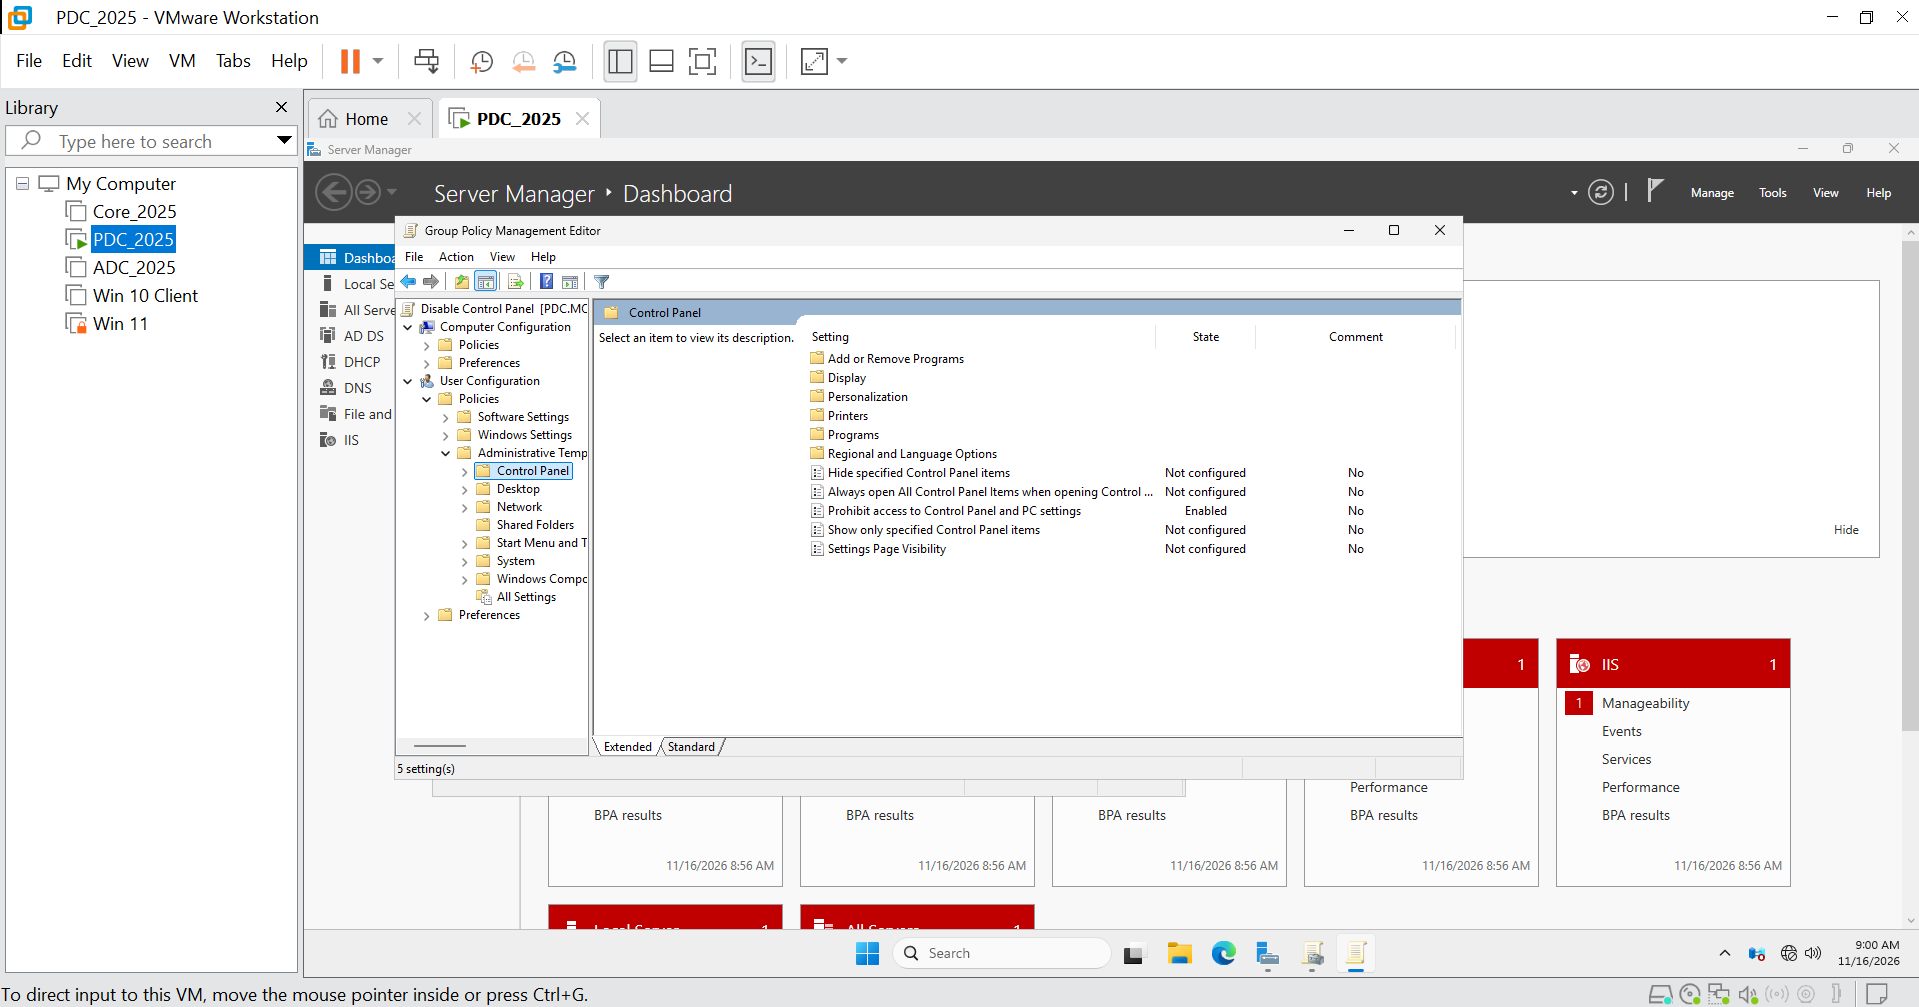 PDC_2025 - VMware Workstation
File Edit View VM Tabs Help
Library
Type here to search
My Computer
Core_2025
PDC_2025
ADC_2025
Win 10 Client
Win 11
Home
PDC_2025
Server Manager
Server Manager • Dashboard
Manage Tools View Help
Dashboa
Local Se
All Serve
AD DS
DHCP
DNS
File and
IIS
Group Policy Management Editor
File Action View Help
Disable Control Panel [PDC.MC
Computer Configuration
Policies
Preferences
User Configuration
Policies
Software Settings
Windows Settings
Administrative Temp
Control Panel
Desktop
Network
Shared Folders
Start Menu and T
System
Windows Compo
All Settings
Preferences
Control Panel
Select an item to view its description.
Setting State Comment
Add or Remove Programs
Display
Personalization
Printers
Programs
Regional and Language Options
Hide specified Control Panel items Not configured No
Always open All Control Panel Items when opening Control ... Not configured No
Prohibit access to Control Panel and PC settings Enabled No
Show only specified Control Panel items Not configured No
Settings Page Visibility Not configured No
Extended Standard
5 setting(s)
Hide
1
IIS 1
1 Manageability
Events
Services
Performance
BPA results
11/16/2026 8:56 AM
Performance
BPA results
11/16/2026 8:56 AM
BPA results
11/16/2026 8:56 AM
BPA results
11/16/2026 8:56 AM
BPA results
11/16/2026 8:56 AM
Local Server 1
All Servers 1
Search
9:00 AM
11/16/2026
To direct input to this VM, move the mouse pointer inside or press Ctrl+G.